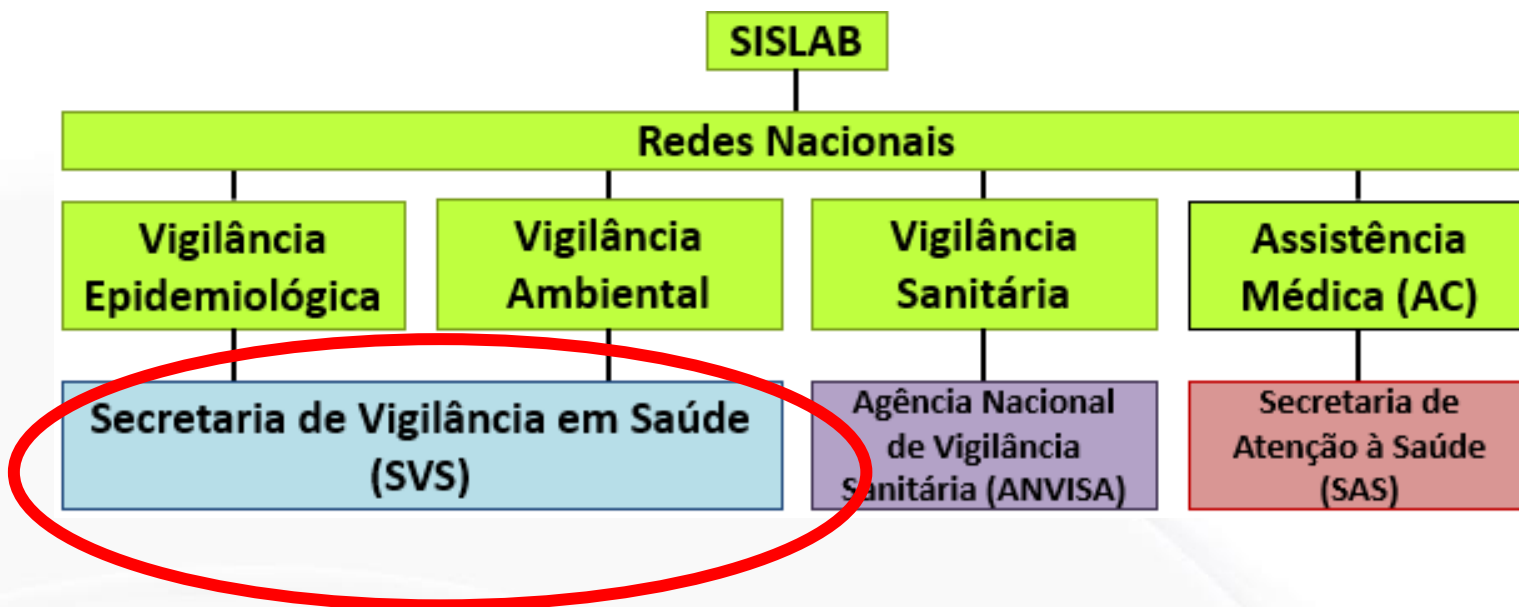 SISLAB
Redes Nacionais
Vigilância
Epidemiológica
Vigilância
Ambiental
Vigilância
Sanitária
Assistência
Médica (AC)
Secretaria de Vigilância em Saúde
(SVS)
Agência Nacional
de Vigilância
Sanitária (ANVISA)
Secretaria de
Atenção à Saúde
(SAS)